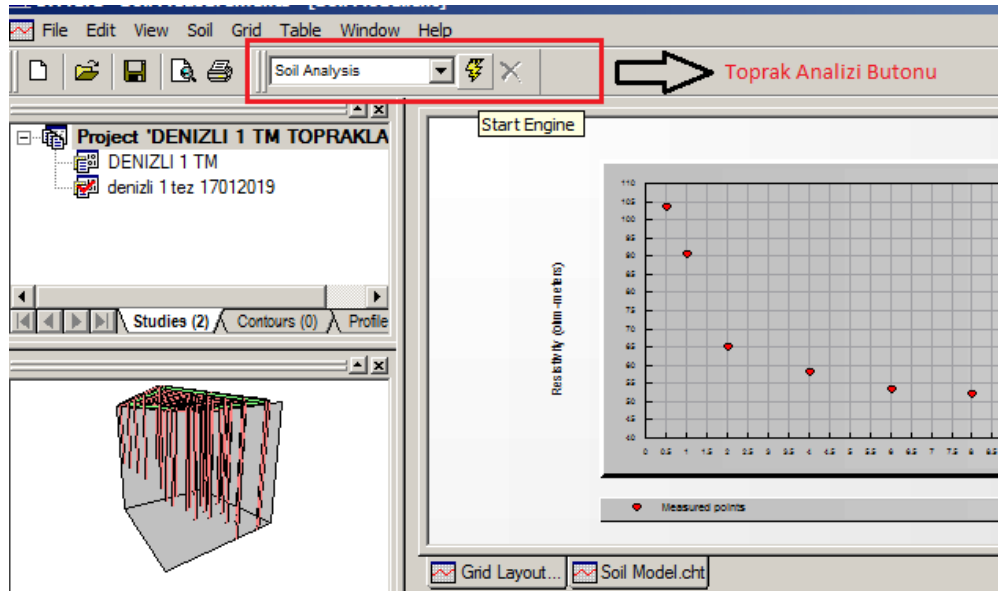 File Edit View Soil Grid Table Window Help
Soil Analysis
Toprak Analizi Butonu
Start Engine
Project 'DENIZLI 1 TM TOPRAKLA
DENIZLI 1 TM
denizli 1 tez 17012019
Studies (2) Contours (0) Profile
Resistivity (ohm-meters)
110
105
100
95
90
85
80
75
70
65
60
55
50
45
40
0 0.5 1 1.5 2 2.5 3 3.5 4 4.5 5 5.5 6 6.5 7 7.5 8 8.5
Measured points
Grid Layout... Soil Model.cht